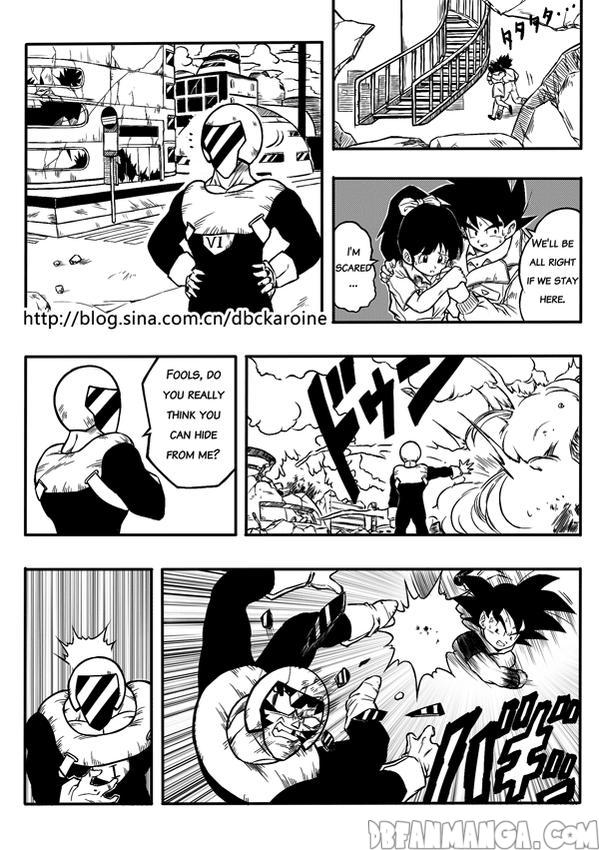 タタタタ...
VI
http://blog.sina.com.cn/dbckaroine
I'M
SCARED
...
WE'LL BE
ALL RIGHT
IF WE STAY
HERE.
FOOLS, DO
YOU REALLY
THINK YOU
CAN HIDE
FROM ME?
ドゥン
DBFANMANGA.COM